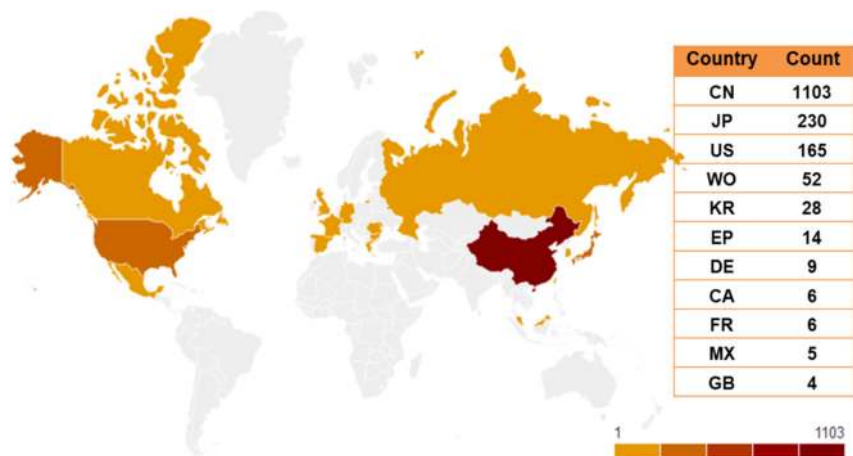 Country Count
CN 1103
JP 230
US 165
WO 52
KR 28
EP 14
DE 9
CA 6
FR 6
MX 5
GB 4
1 1103